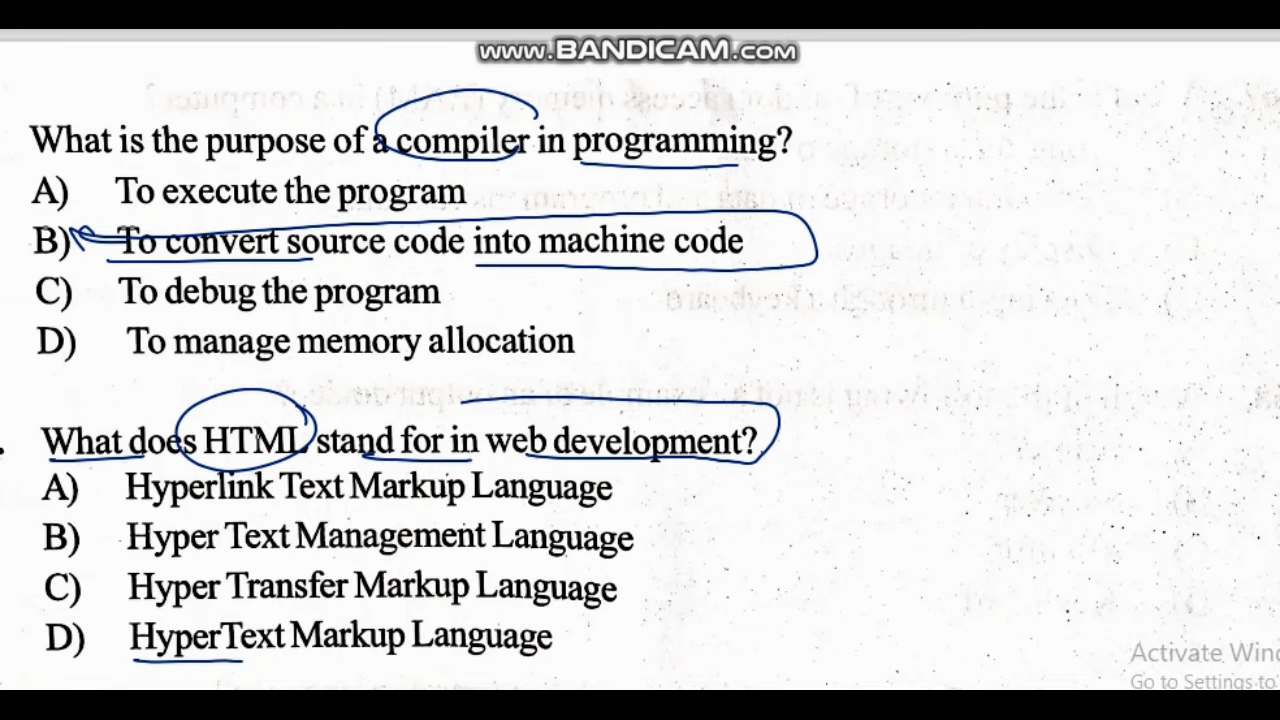 www.BANDICAM.com
What is the purpose of a compiler in programming?
A) To execute the program
B) To convert source code into machine code
C) To debug the program
D) To manage memory allocation
What does HTML stand for in web development?
A) Hyperlink Text Markup Language
B) Hyper Text Management Language
C) Hyper Transfer Markup Language
D) HyperText Markup Language
Activate Win
Go to Settings to